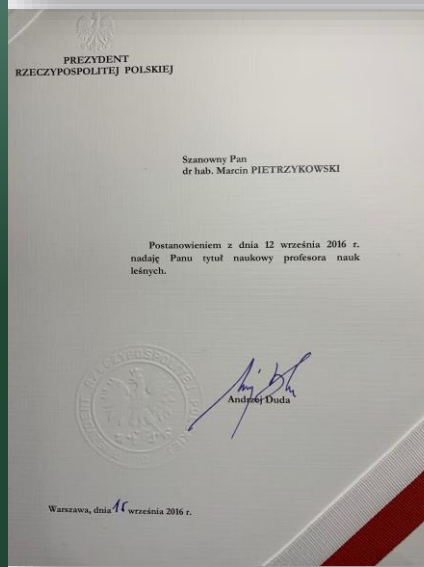 PREZYDENT
RZECZYPOSPOLITEJ POLSKIEJ
Szanowny Pan
dr hab. Marcin PIETRZYKOWSKI
Postanowieniem z dnia 12 września 2016 r.
nadaję Panu tytuł naukowy profesora nauk
leśnych.
Andrzej Duda
Warszawa, dnia września 2016 r.